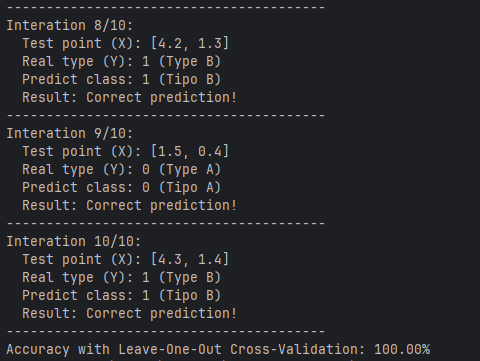 ----------------------------------------
Interation 8/10:
  Test point (X): [4.2, 1.3]
  Real type (Y): 1 (Type B)
  Predict class: 1 (Tipo B)
  Result: Correct prediction!
----------------------------------------
Interation 9/10:
  Test point (X): [1.5, 0.4]
  Real type (Y): 0 (Type A)
  Predict class: 0 (Tipo A)
  Result: Correct prediction!
----------------------------------------
Interation 10/10:
  Test point (X): [4.3, 1.4]
  Real type (Y): 1 (Type B)
  Predict class: 1 (Tipo B)
  Result: Correct prediction!
----------------------------------------
Accuracy with Leave-One-Out Cross-Validation: 100.00%